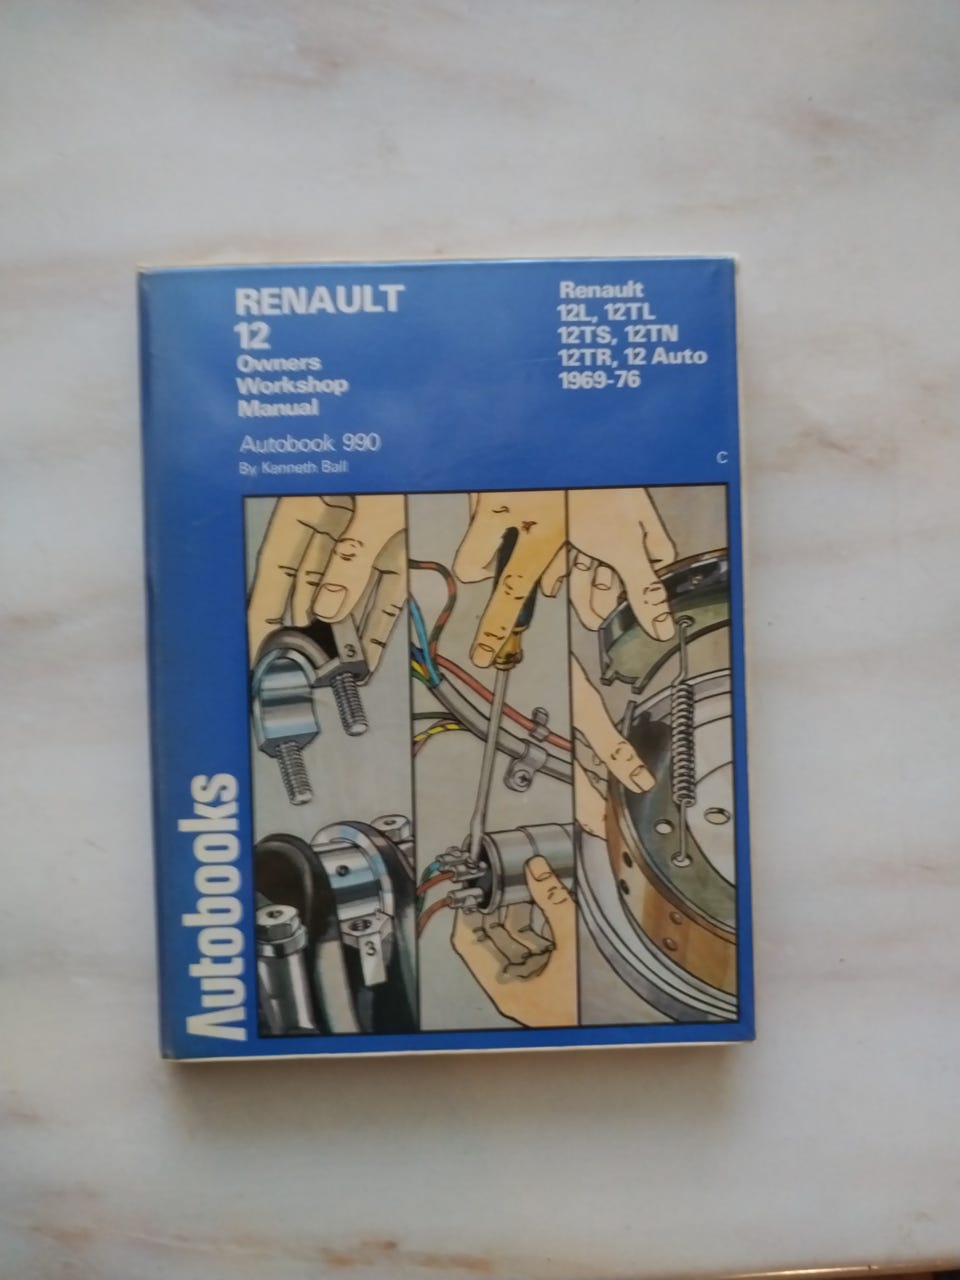 RENAULT
12
Owners
Workshop
Manual
Autobook 990
By Kenneth Ball
Renault
12L, 12TL
12TS, 12TN
12TR, 12 Auto
1969-76
C
3
3
Autobooks